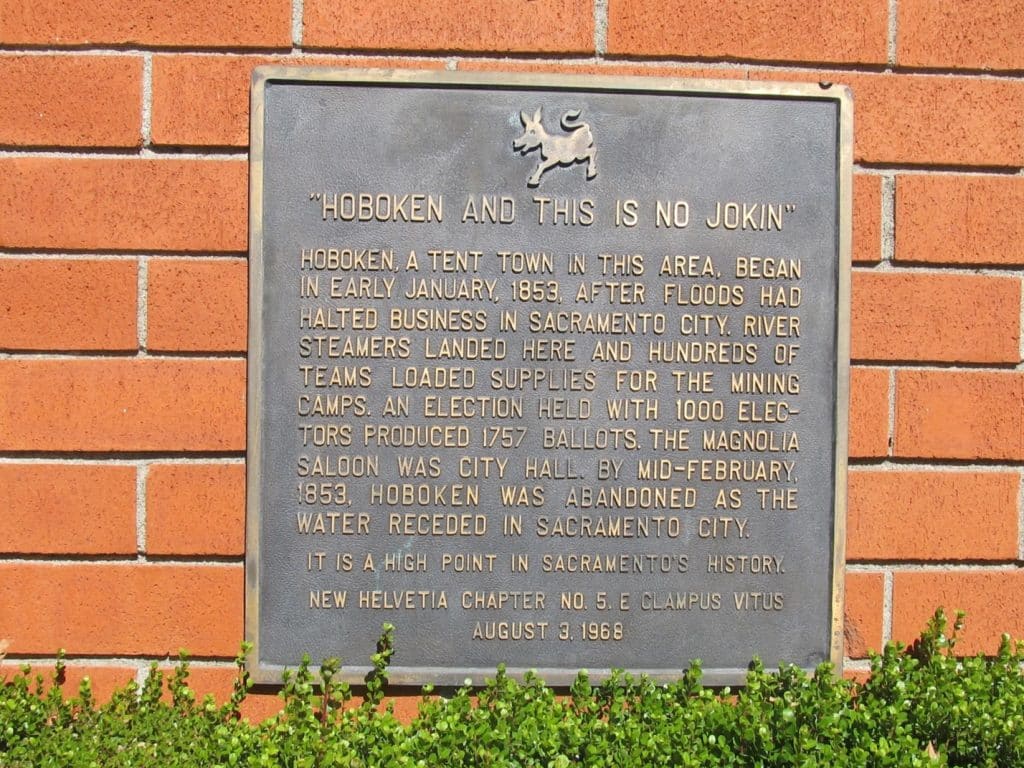 "HOBOKEN AND THIS IS NO JOKIN"
HOBOKEN, A TENT TOWN IN THIS AREA, BEGAN
IN EARLY JANUARY, 1853, AFTER FLOODS HAD
HALTED BUSINESS IN SACRAMENTO CITY. RIVER
STEAMERS LANDED HERE AND HUNDREDS OF
TEAMS LOADED SUPPLIES FOR THE MINING
CAMPS. AN ELECTION HELD WITH 1000 ELEC-
TORS PRODUCED 1757 BALLOTS. THE MAGNOLIA
SALOON WAS CITY HALL. BY MID-FEBRUARY,
1853, HOBOKEN WAS ABANDONED AS THE
WATER RECEDED IN SACRAMENTO CITY.
IT IS A HIGH POINT IN SACRAMENTO'S HISTORY.
NEW HELVETIA CHAPTER NO. 5, E CLAMPUS VITUS
AUGUST 3, 1968